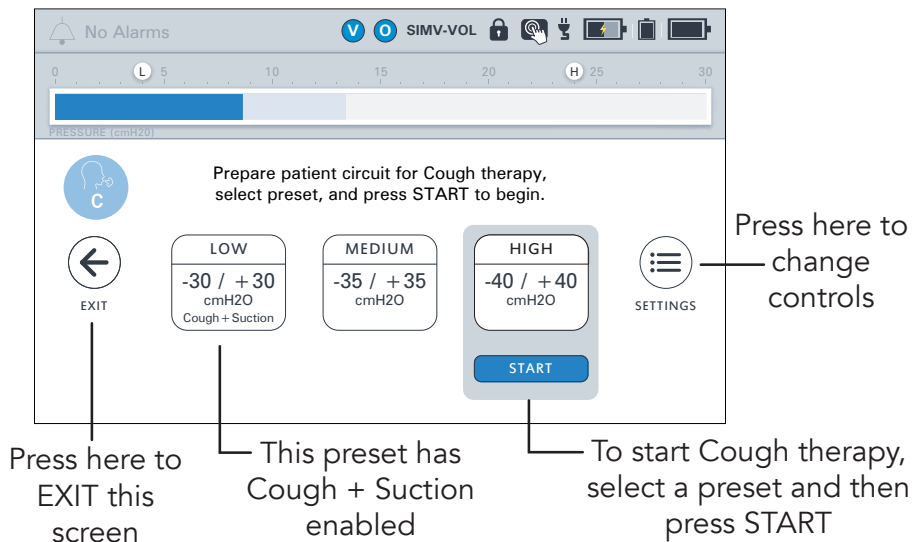 No Alarms
V O SIMV-VOL
0 L 5 10 15 20 H 25 30
PRESSURE (cmH20)
C
Prepare patient circuit for Cough therapy,
select preset, and press START to begin.
EXIT
LOW
-30 / +30
cmH2O
Cough+Suction
MEDIUM
-35 / +35
cmH2O
HIGH
-40 / +40
cmH2O
START
SETTINGS
Press here to
change
controls
Press here to
EXIT this
screen
This preset has
Cough + Suction
enabled
To start Cough therapy,
select a preset and then
press START